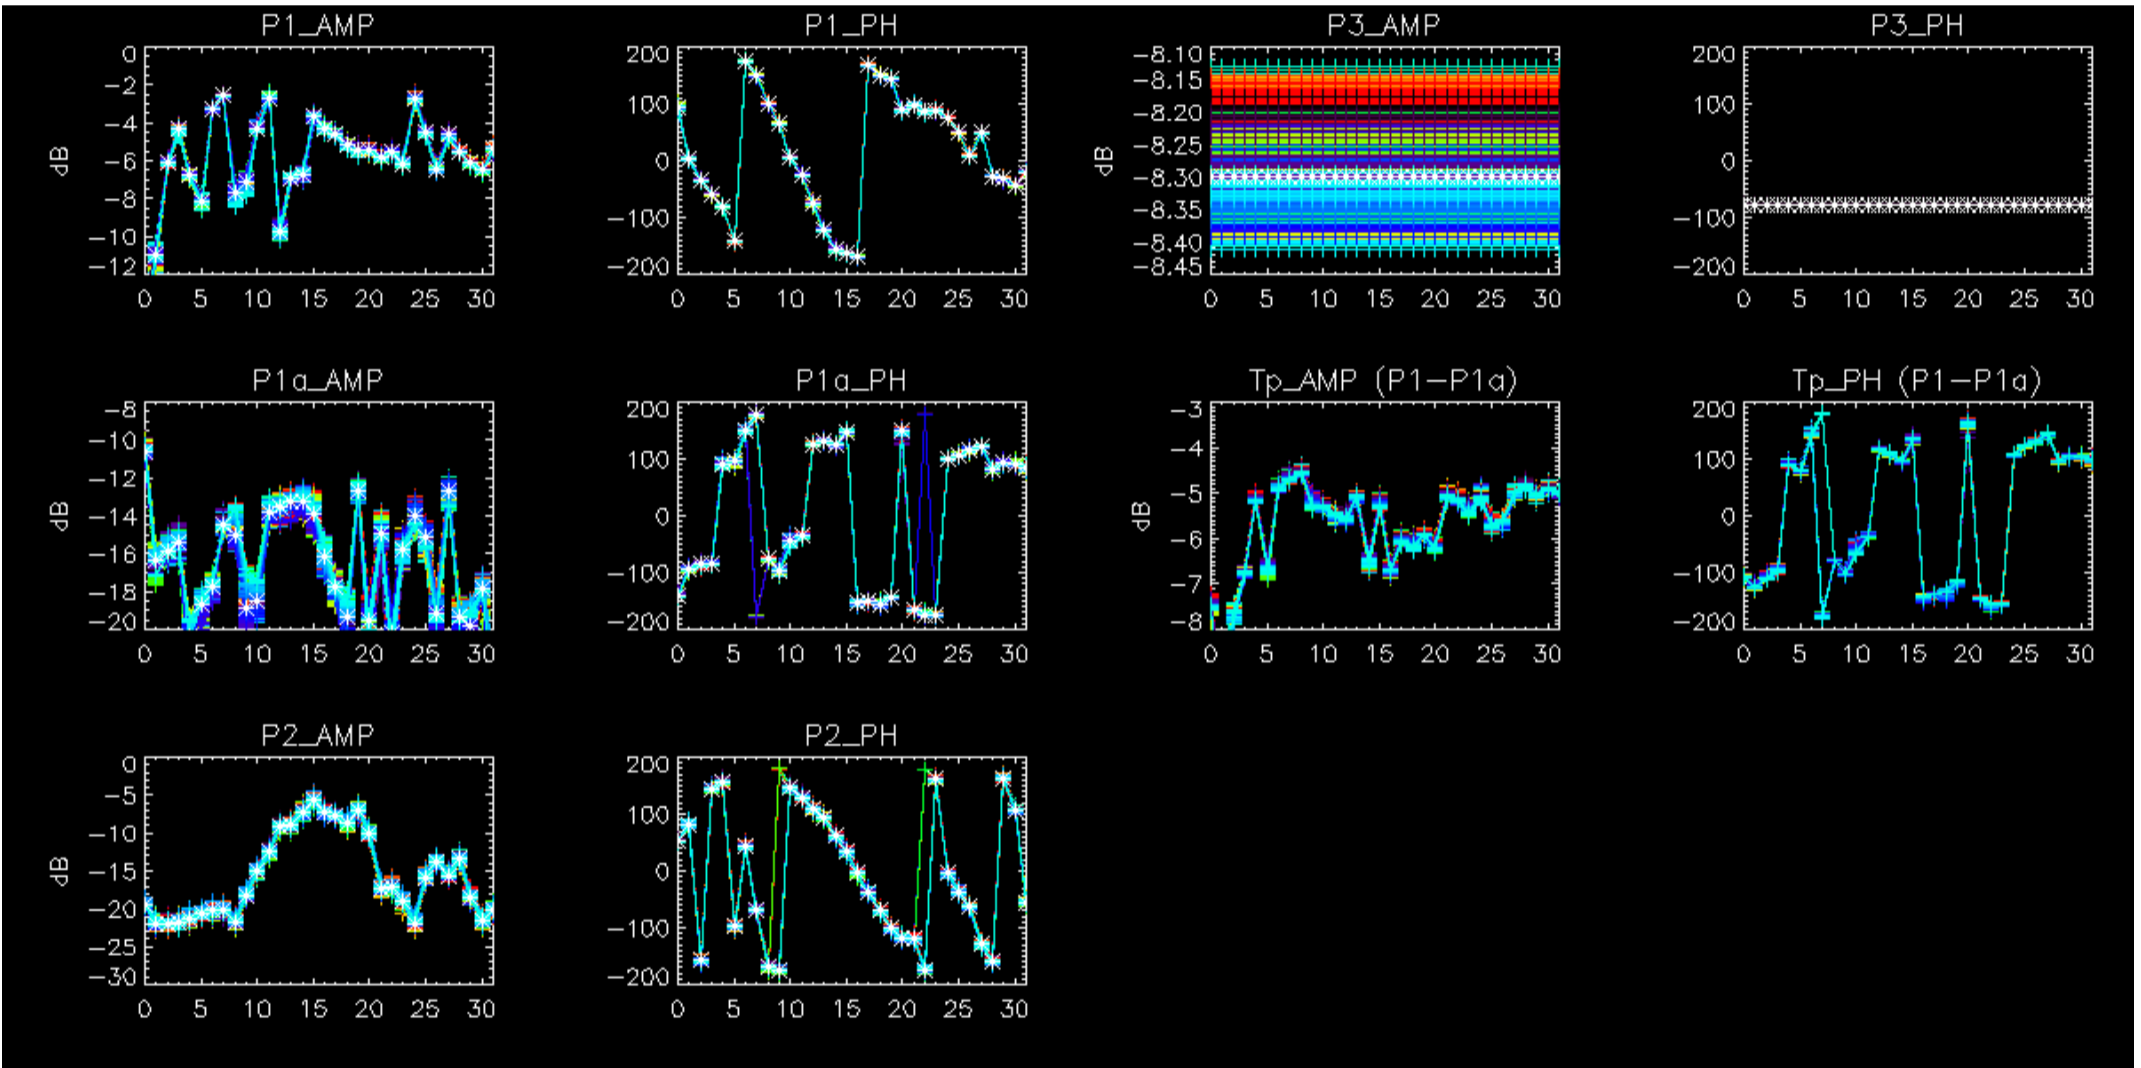 P1_AMP
P1_PH
P3_AMP
P3_PH
0
-2
-4
-6
-8
-10
-12
dB
0 5 10 15 20 25 30
200
100
0
-100
-200
0 5 10 15 20 25 30
-8.10
-8.15
-8.20
-8.25
-8.30
-8.35
-8.40
-8.45
dB
0 5 10 15 20 25 30
200
100
0
-100
-200
0 5 10 15 20 25 30
P1a_AMP
P1a_PH
Tp_AMP (P1-P1a)
Tp_PH (P1-P1a)
-8
-10
-12
-14
-16
-18
-20
dB
0 5 10 15 20 25 30
200
100
0
-100
-200
0 5 10 15 20 25 30
-3
-4
-5
-6
-7
-8
dB
0 5 10 15 20 25 30
200
100
0
-100
-200
0 5 10 15 20 25 30
P2_AMP
P2_PH
0
-5
-10
-15
-20
-25
-30
dB
0 5 10 15 20 25 30
200
100
0
-100
-200
0 5 10 15 20 25 30